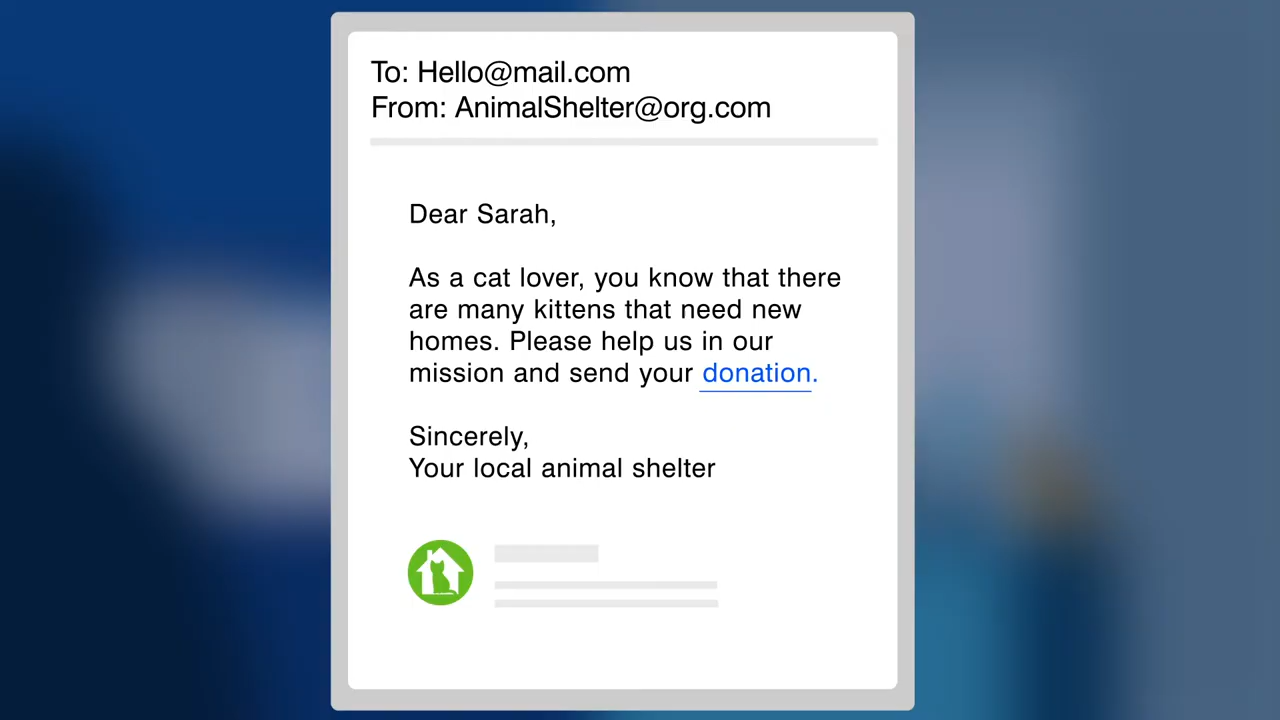 To: Hello@mail.com
From: AnimalShelter@org.com
Dear Sarah,
As a cat lover, you know that there
are many kittens that need new
homes. Please help us in our
mission and send your donation.
Sincerely,
Your local animal shelter